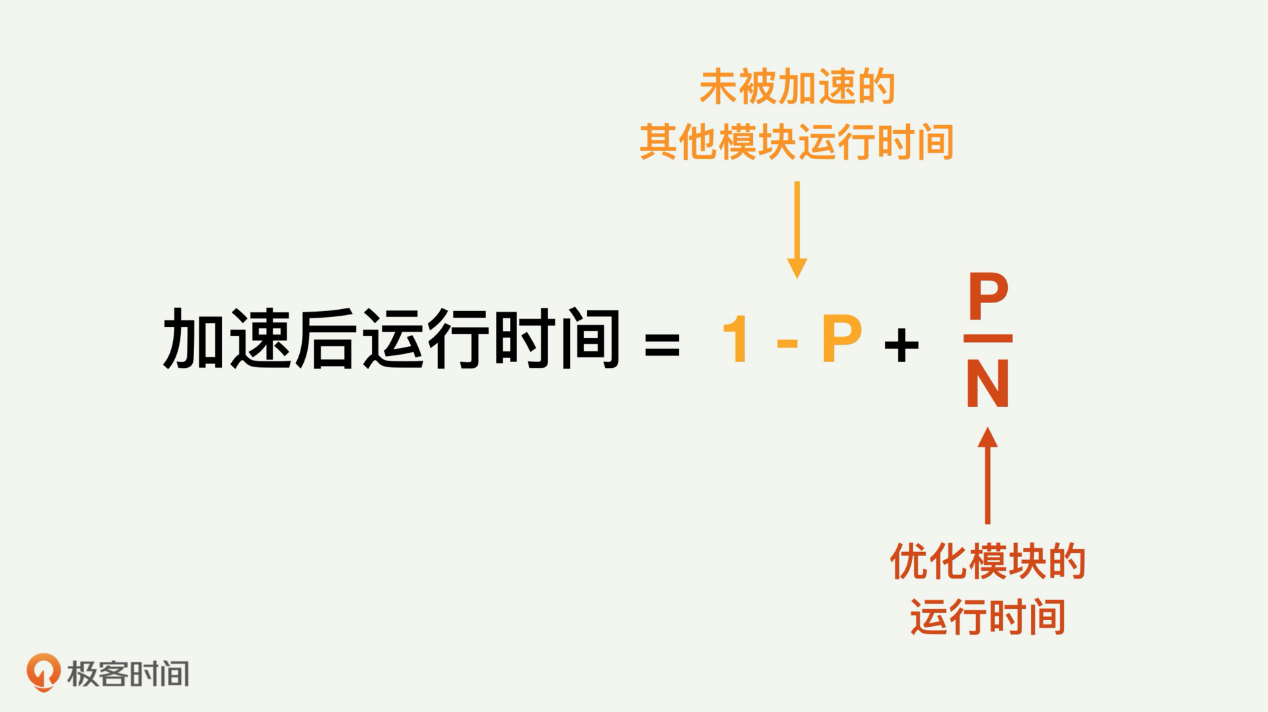 未被加速的
其他模块运行时间
加速后运行时间 = 1 - P + P/N
优化模块的
运行时间
极客时间